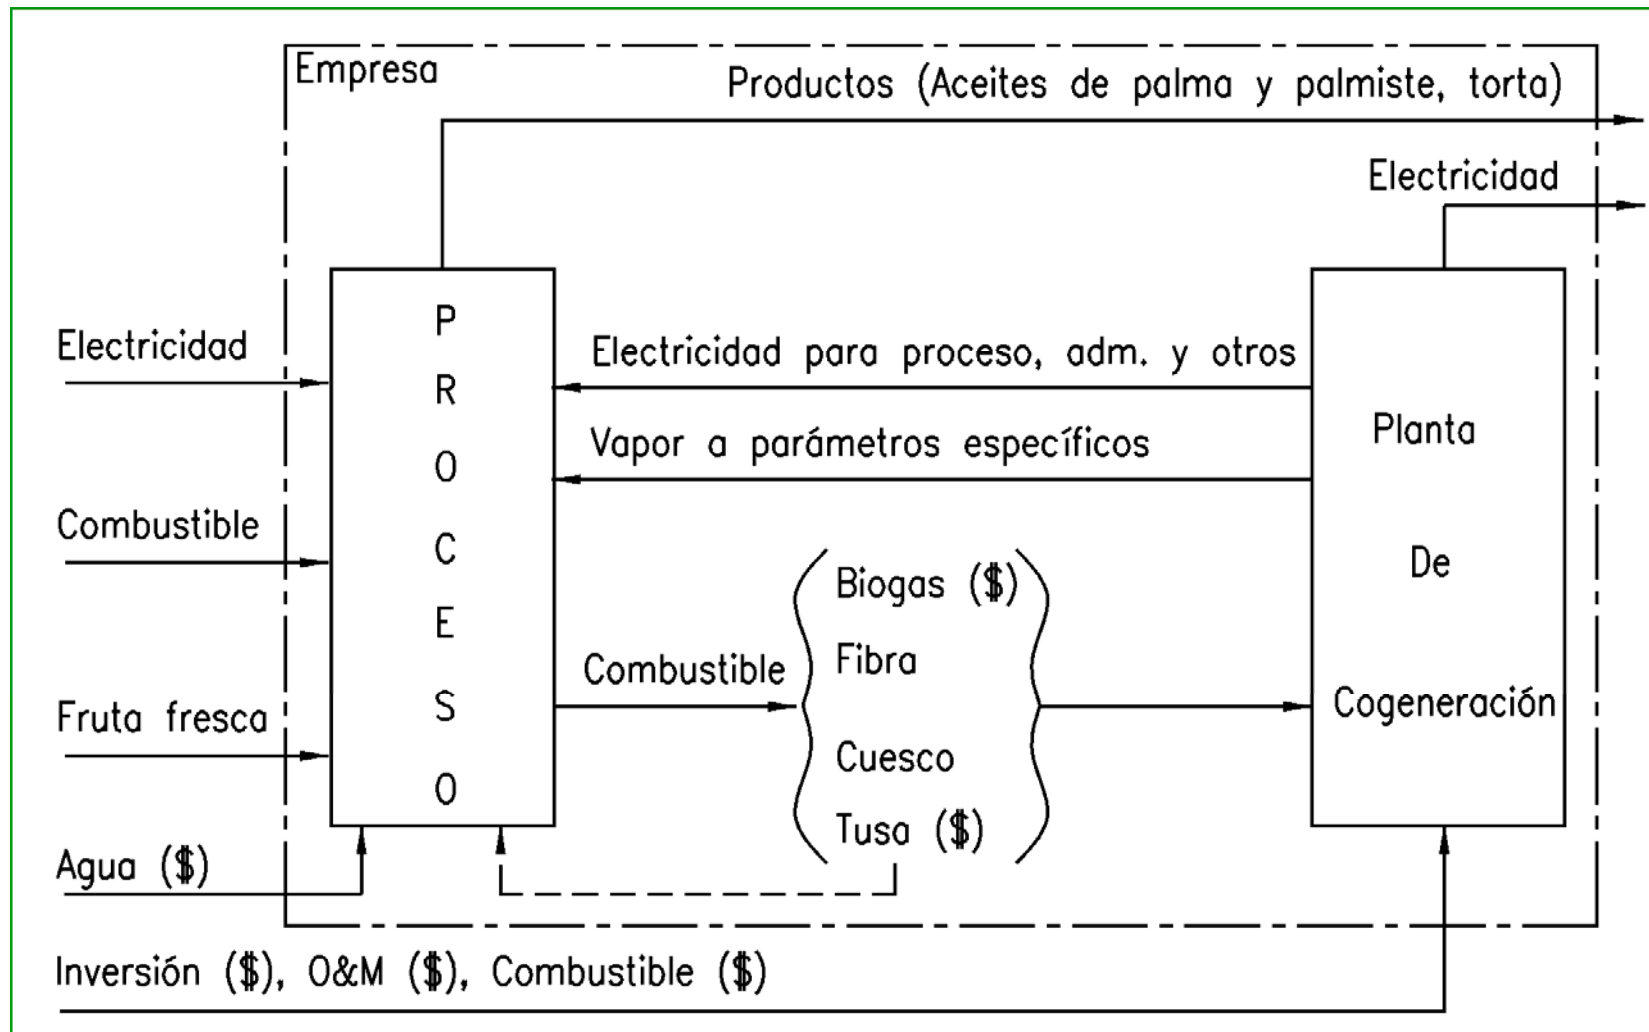 Empresa
Productos (Aceites de palma y palmiste, torta)
Electricidad
Electricidad
Combustible
Fruta fresca
Agua ($)
P
R
O
C
E
S
O
Electricidad para proceso, adm. y otros
Vapor a parámetros específicos
Combustible
Biogas ($)
Fibra
Cuesco
Tusa ($)
Planta
De
Cogeneración
Inversión ($), O&M ($), Combustible ($)